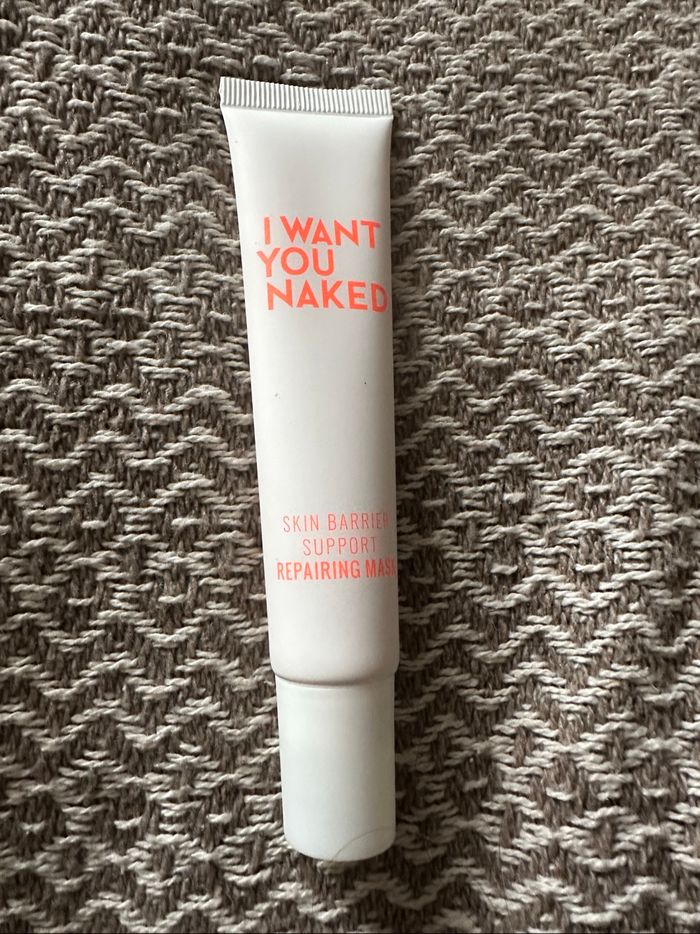 I WANT
YOU
NAKED
SKIN BARRIER
SUPPORT
REPAIRING MASK